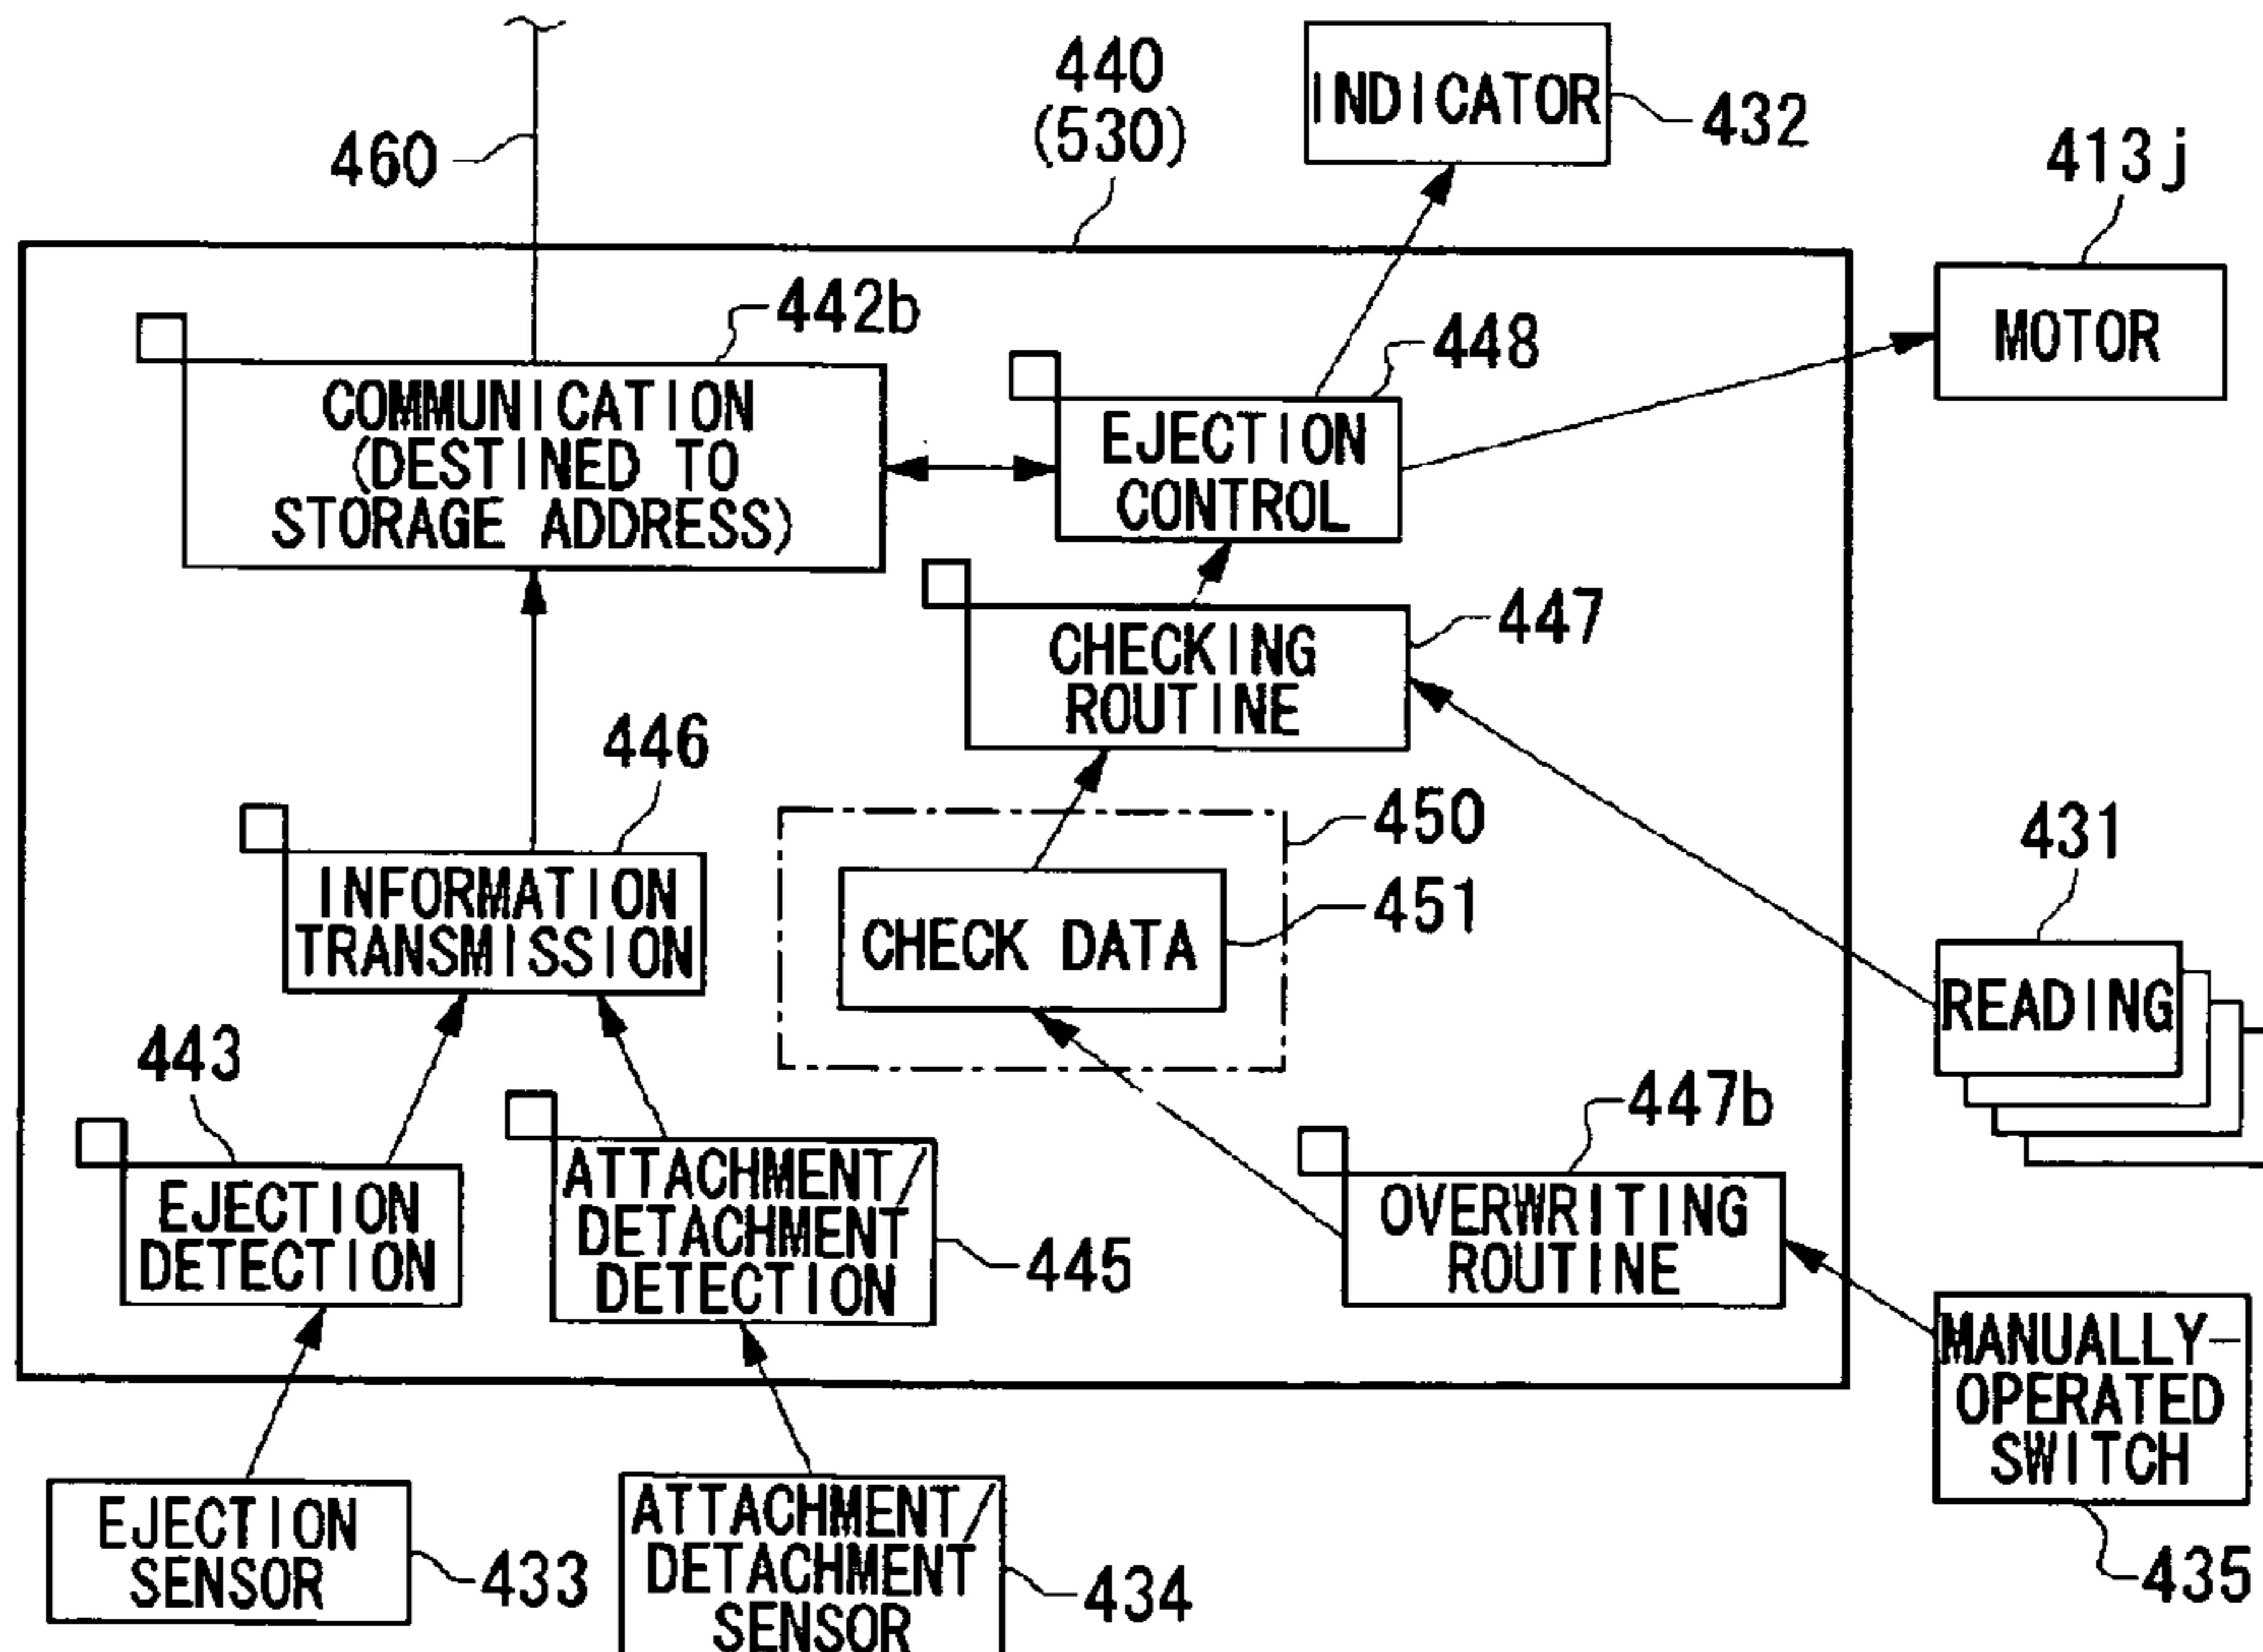 440
(530)
INDICATOR
432
460
413j
MOTOR
442b
COMMUNICATION
(DESTINED TO
STORAGE ADDRESS)
448
EJECTION
CONTROL
447
CHECKING
ROUTINE
446
INFORMATION
TRANSMISSION
450
CHECK DATA
451
431
READING
443
EJECTION
DETECTION
ATTACHMENT/
DETACHMENT
DETECTION
445
447b
OVERWRITING
ROUTINE
MANUALLY-
OPERATED
SWITCH
435
EJECTION
SENSOR
433
ATTACHMENT/
DETACHMENT
SENSOR
434